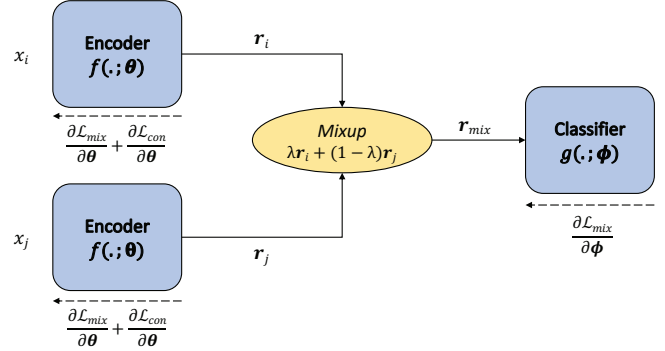 Encoder
f(.;θ)
x_i
r_i
∂ℒ_mix/∂θ + ∂ℒ_con/∂θ
Mixup
λr_i + (1 − λ)r_j
r_mix
Classifier
g(.;ϕ)
∂ℒ_mix/∂ϕ
Encoder
f(.;θ)
x_j
r_j
∂ℒ_mix/∂θ + ∂ℒ_con/∂θ